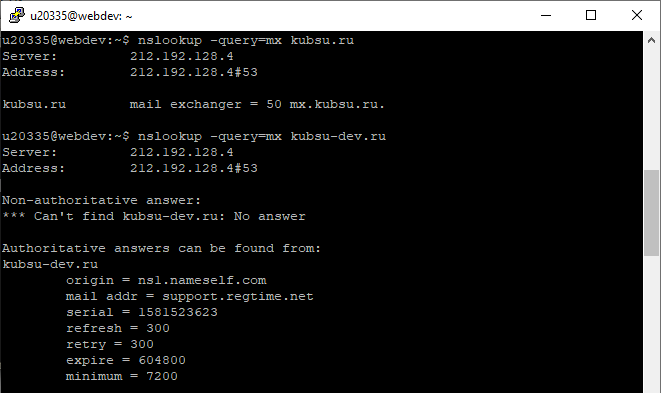 u20335@webdev: ~
u20335@webdev:~$ nslookup -query=mx kubsu.ru
Server:         212.192.128.4
Address:        212.192.128.4#53
kubsu.ru        mail exchanger = 50 mx.kubsu.ru.
u20335@webdev:~$ nslookup -query=mx kubsu-dev.ru
Server:         212.192.128.4
Address:        212.192.128.4#53
Non-authoritative answer:
*** Can't find kubsu-dev.ru: No answer
Authoritative answers can be found from:
kubsu-dev.ru
        origin = ns1.nameself.com
        mail addr = support.regtime.net
        serial = 1581523623
        refresh = 300
        retry = 300
        expire = 604800
        minimum = 7200